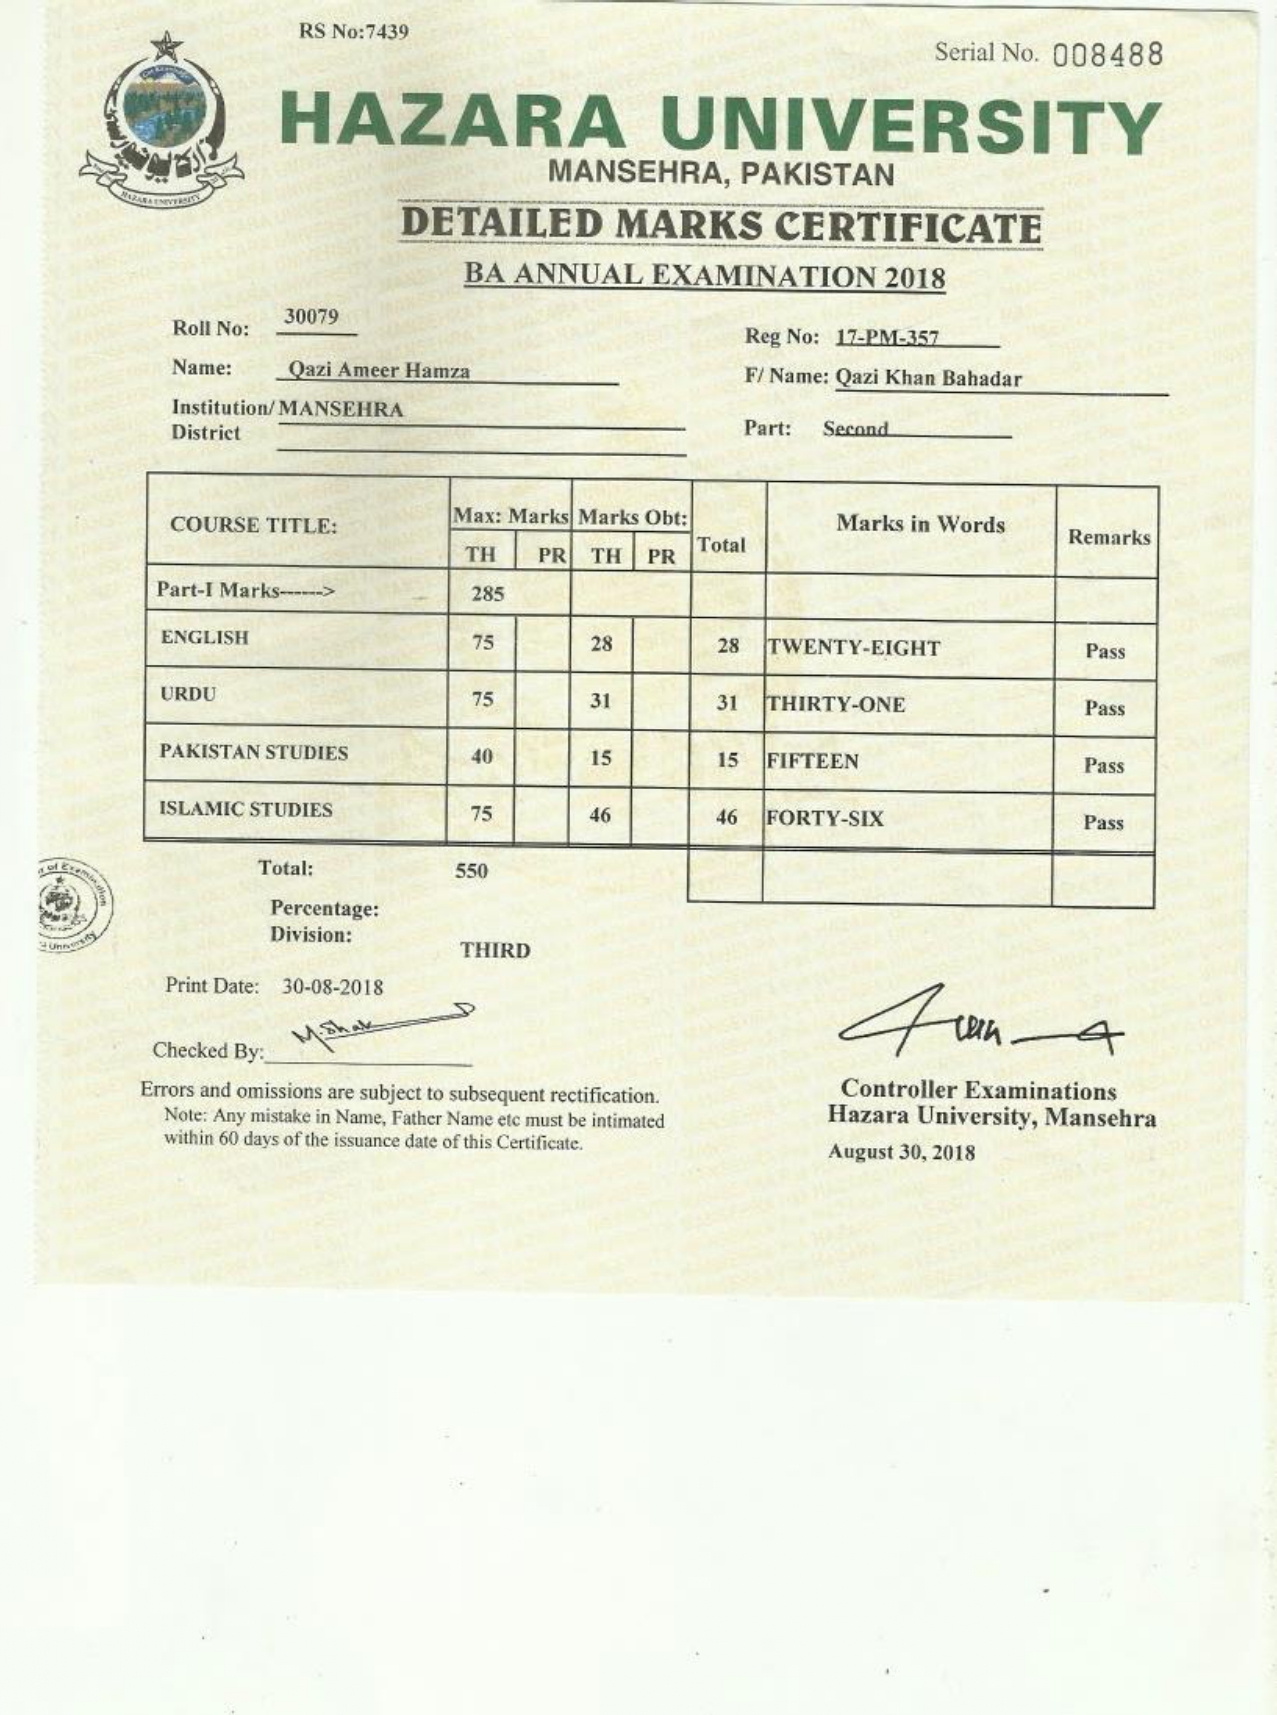 RS No:7439
Serial No. 008488
HAZARA UNIVERSITY
HAZARA UNIVERSITY
MANSEHRA, PAKISTAN
DETAILED MARKS CERTIFICATE
BA ANNUAL EXAMINATION 2018
Roll No: 30079
Reg No: 17-PM-357
Name: Qazi Ameer Hamza
F/ Name: Qazi Khan Bahadar
Institution/ MANSEHRA
District
Part: Second
COURSE TITLE: Max: Marks Marks Obt: Total Marks in Words Remarks
TH PR TH PR
Part-I Marks------> 285
ENGLISH 75 28 28 TWENTY-EIGHT Pass
URDU 75 31 31 THIRTY-ONE Pass
PAKISTAN STUDIES 40 15 15 FIFTEEN Pass
ISLAMIC STUDIES 75 46 46 FORTY-SIX Pass
Total: 550
of Examination
University
Percentage:
Division: THIRD
Print Date: 30-08-2018
Checked By: M.Shak
Errors and omissions are subject to subsequent rectification.
Note: Any mistake in Name, Father Name etc must be intimated
within 60 days of the issuance date of this Certificate.
Controller Examinations
Hazara University, Mansehra
August 30, 2018